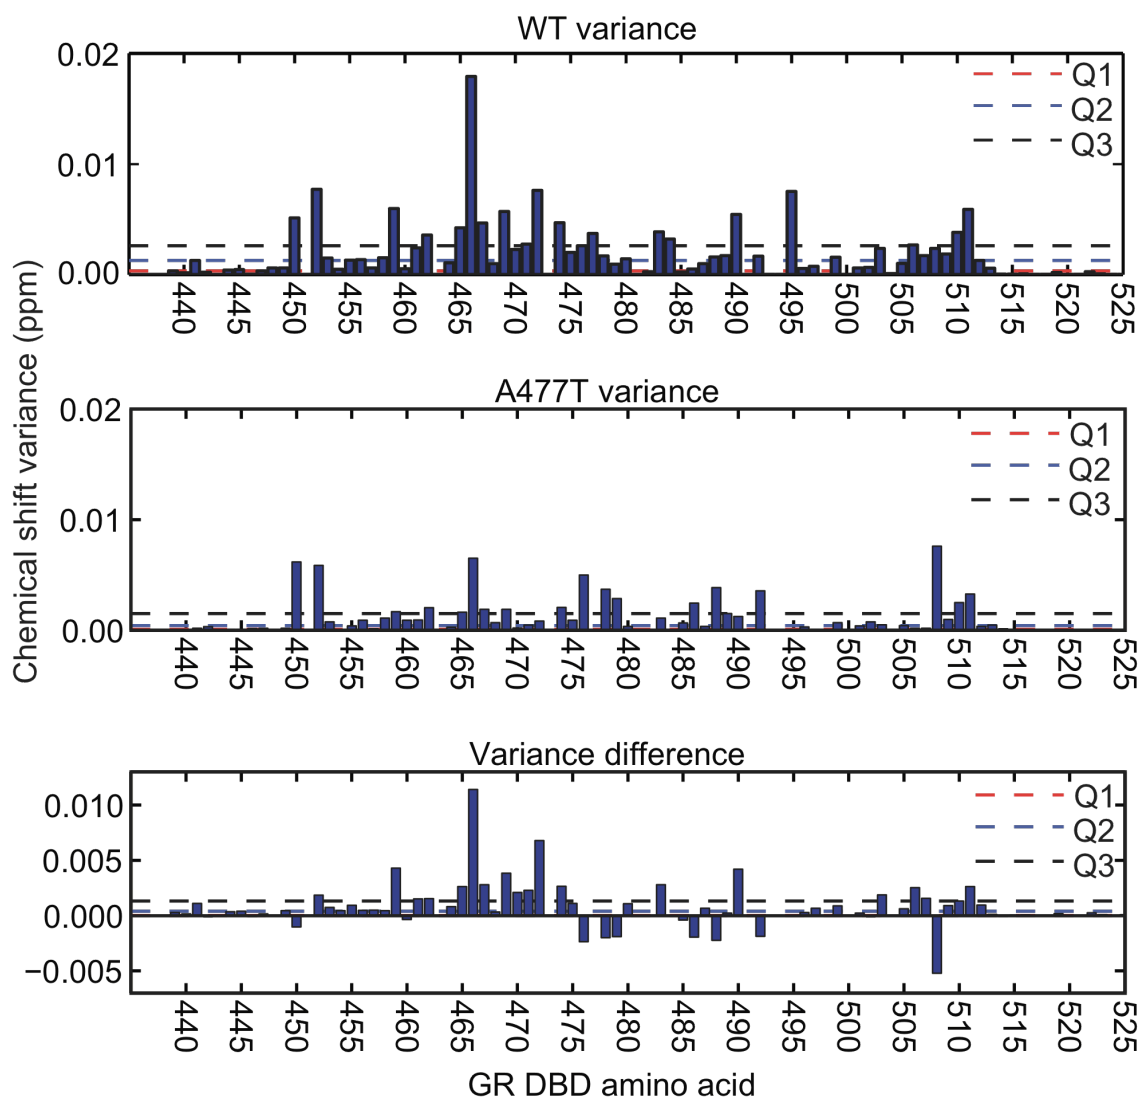 WT variance
0.02
0.01
0.00
Q1
Q2
Q3
440 445 450 455 460 465 470 475 480 485 490 495 500 505 510 515 520 525
Chemical shift variance (ppm)
A477T variance
0.02
0.01
0.00
Q1
Q2
Q3
440 445 450 455 460 465 470 475 480 485 490 495 500 505 510 515 520 525
Variance difference
0.010
0.005
0.000
−0.005
Q1
Q2
Q3
440 445 450 455 460 465 470 475 480 485 490 495 500 505 510 515 520 525
GR DBD amino acid